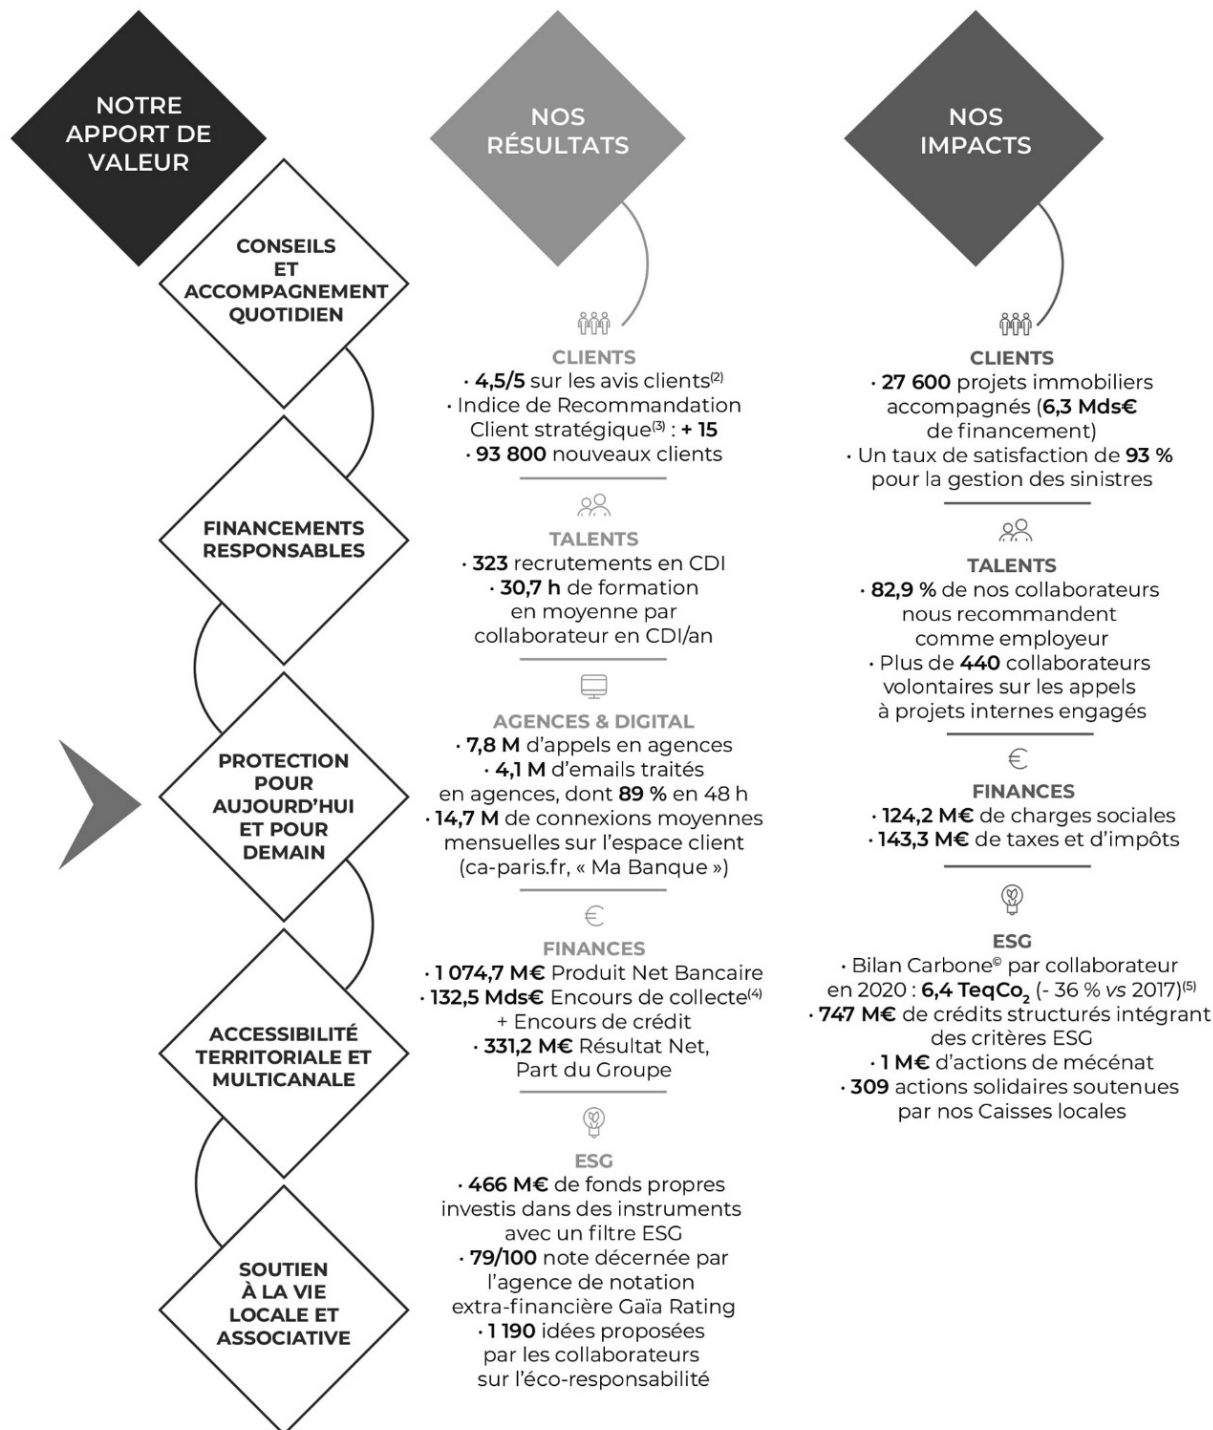 NOTRE
APPORT DE
VALEUR
CONSEILS
ET
ACCOMPAGNEMENT
QUOTIDIEN
FINANCEMENTS
RESPONSABLES
PROTECTION
POUR
AUJOURD'HUI
ET POUR
DEMAIN
ACCESSIBILITÉ
TERRITORIALE ET
MULTICANALE
SOUTIEN
À LA VIE
LOCALE ET
ASSOCIATIVE
NOS
RÉSULTATS
CLIENTS
· 4,5/5 sur les avis clients(2)
· Indice de Recommandation
Client stratégique(3) : + 15
· 93 800 nouveaux clients
TALENTS
· 323 recrutements en CDI
· 30,7 h de formation
en moyenne par
collaborateur en CDI/an
AGENCES & DIGITAL
· 7,8 M d'appels en agences
· 4,1 M d'emails traités
en agences, dont 89 % en 48 h
· 14,7 M de connexions moyennes
mensuelles sur l'espace client
(ca-paris.fr, « Ma Banque »)
€
FINANCES
· 1 074,7 M€ Produit Net Bancaire
· 132,5 Mds€ Encours de collecte(4)
+ Encours de crédit
· 331,2 M€ Résultat Net,
Part du Groupe
ESG
· 466 M€ de fonds propres
investis dans des instruments
avec un filtre ESG
· 79/100 note décernée par
l'agence de notation
extra-financière Gaïa Rating
· 1 190 idées proposées
par les collaborateurs
sur l'éco-responsabilité
NOS
IMPACTS
CLIENTS
· 27 600 projets immobiliers
accompagnés (6,3 Mds€
de financement)
· Un taux de satisfaction de 93 %
pour la gestion des sinistres
TALENTS
· 82,9 % de nos collaborateurs
nous recommandent
comme employeur
· Plus de 440 collaborateurs
volontaires sur les appels
à projets internes engagés
€
FINANCES
· 124,2 M€ de charges sociales
· 143,3 M€ de taxes et d'impôts
ESG
· Bilan Carbone© par collaborateur
en 2020 : 6,4 TeqCo₂ (- 36 % vs 2017)(5)
· 747 M€ de crédits structurés intégrant
des critères ESG
· 1 M€ d'actions de mécénat
· 309 actions solidaires soutenues
par nos Caisses locales